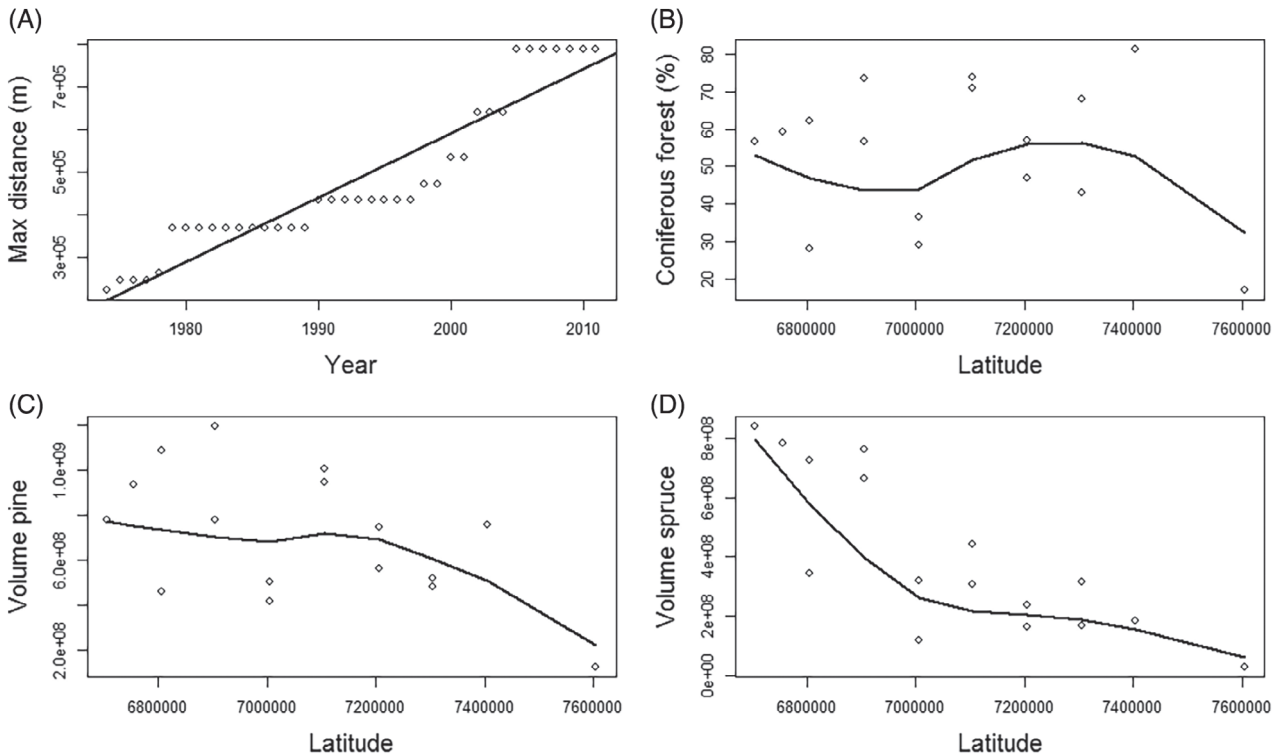 (A)
Max distance (m)
3e+05 5e+05 7e+05
1980 1990 2000 2010
Year
(B)
Coniferous forest (%)
20 30 40 50 60 70 80
6800000 7000000 7200000 7400000 7600000
Latitude
(C)
Volume pine
2.0e+08 6.0e+08 1.0e+09
6800000 7000000 7200000 7400000 7600000
Latitude
(D)
Volume spruce
0e+00 2e+08 4e+08 6e+08 8e+08
6800000 7000000 7200000 7400000 7600000
Latitude